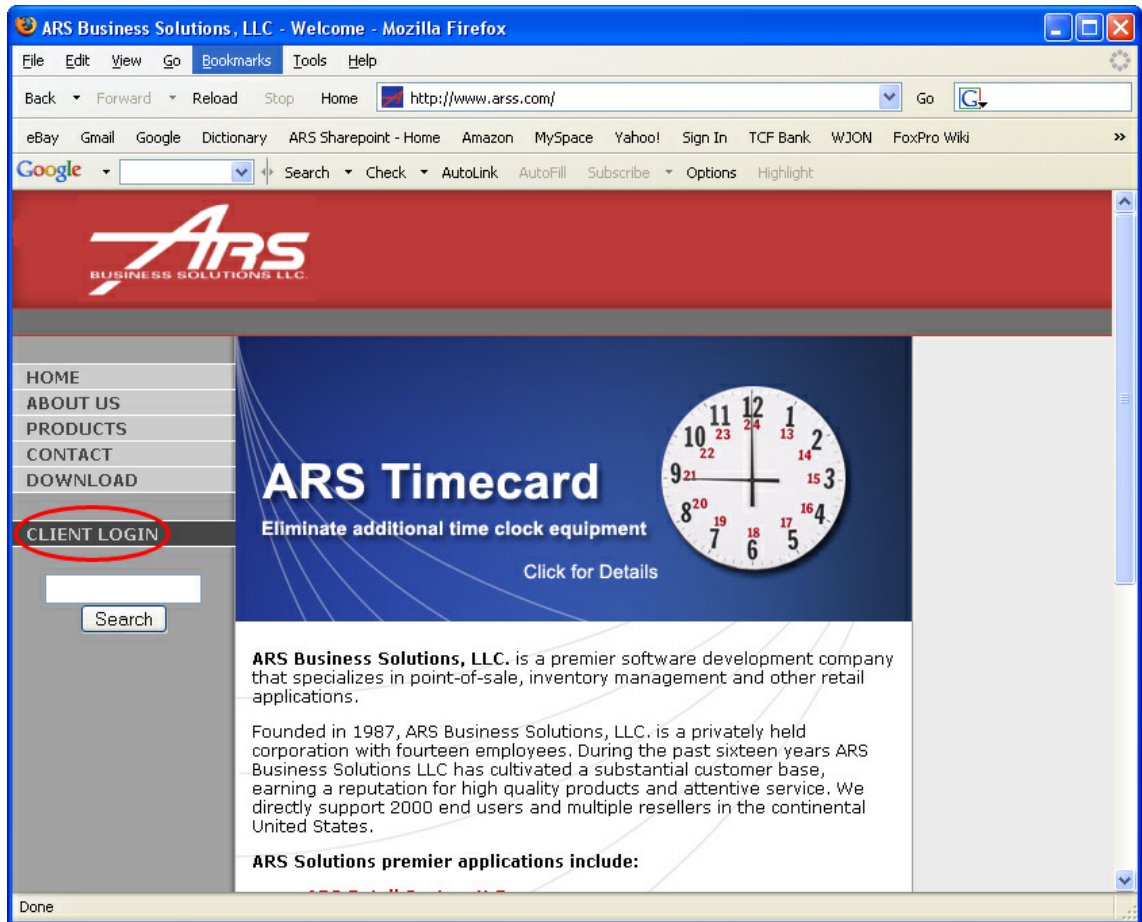 ARS Business Solutions, LLC - Welcome - Mozilla Firefox
File Edit View Go Bookmarks Tools Help
Back Forward Reload Stop Home http://www.arss.com/ Go G
eBay Gmail Google Dictionary ARS Sharepoint - Home Amazon MySpace Yahoo! Sign In TCF Bank WJON FoxPro Wiki »
Google Search Check AutoLink AutoFill Subscribe Options Highlight
ARS
BUSINESS SOLUTIONS LLC.
HOME
ABOUT US
PRODUCTS
CONTACT
DOWNLOAD
CLIENT LOGIN
Search
ARS Timecard
Eliminate additional time clock equipment
Click for Details
12 1 2 3 4 5 6 7 8 9 10 11
24 13 14 15 16 17 18 19 20 21 22 23
ARS Business Solutions, LLC. is a premier software development company
that specializes in point-of-sale, inventory management and other retail
applications.
Founded in 1987, ARS Business Solutions, LLC. is a privately held
corporation with fourteen employees. During the past sixteen years ARS
Business Solutions LLC has cultivated a substantial customer base,
earning a reputation for high quality products and attentive service. We
directly support 2000 end users and multiple resellers in the continental
United States.
ARS Solutions premier applications include:
Done